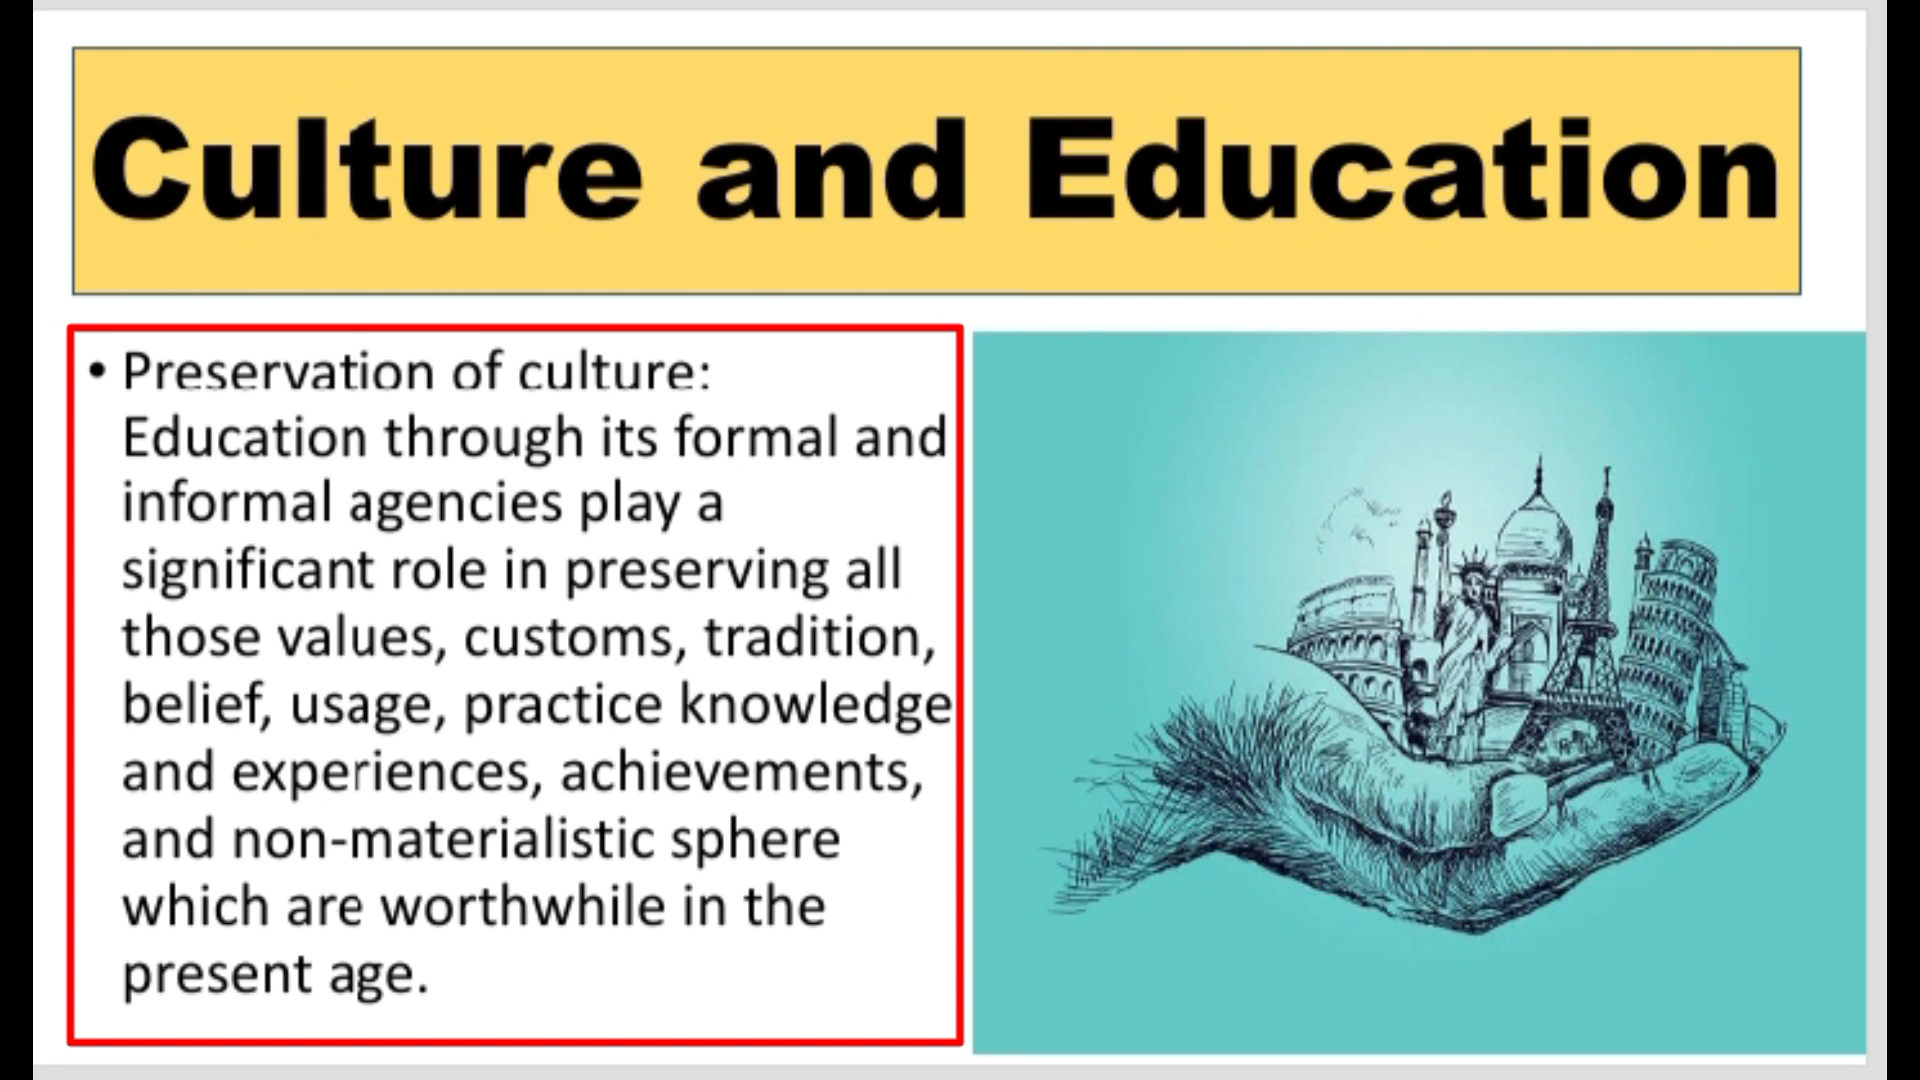 Culture and Education
• Preservation of culture:
Education through its formal and
informal agencies play a
significant role in preserving all
those values, customs, tradition,
belief, usage, practice knowledge
and experiences, achievements,
and non-materialistic sphere
which are worthwhile in the
present age.